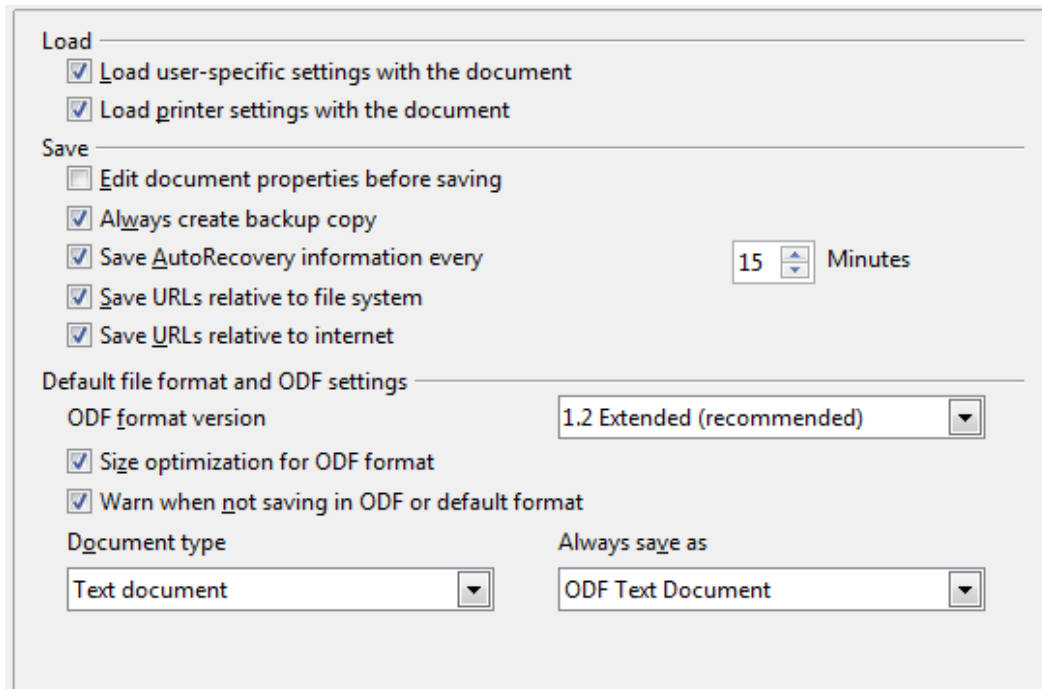 Load
Load user-specific settings with the document
Load printer settings with the document
Save
Edit document properties before saving
Always create backup copy
Save AutoRecovery information every 15 Minutes
Save URLs relative to file system
Save URLs relative to internet
Default file format and ODF settings
ODF format version 1.2 Extended (recommended)
Size optimization for ODF format
Warn when not saving in ODF or default format
Document type Always save as
Text document ODF Text Document